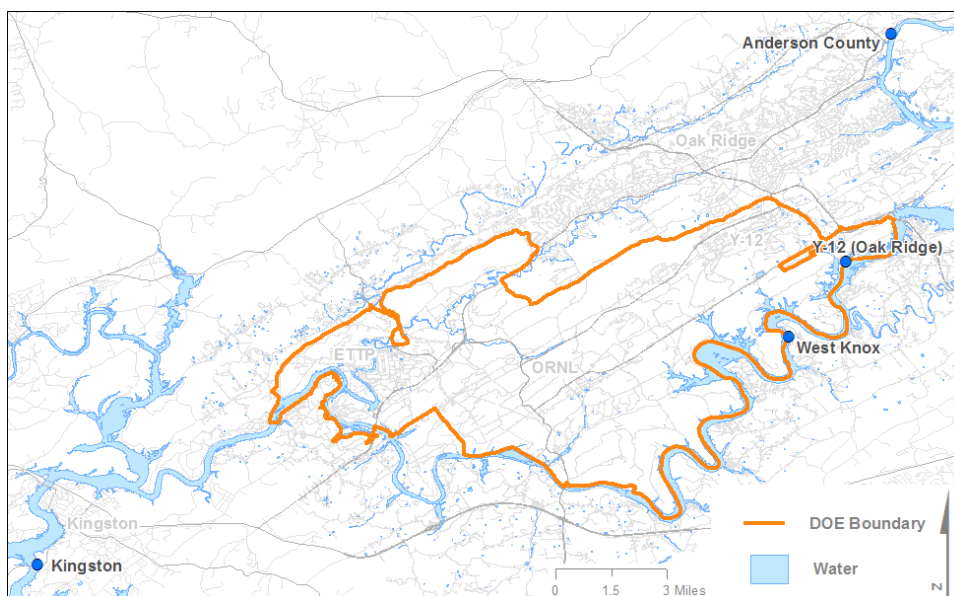 Anderson County
Oak Ridge
Y-12
Y-12 (Oak Ridge)
West Knox
ETTP
ORNL
Kingston
Kingston
DOE Boundary
Water
0 1.5 3 Miles
N